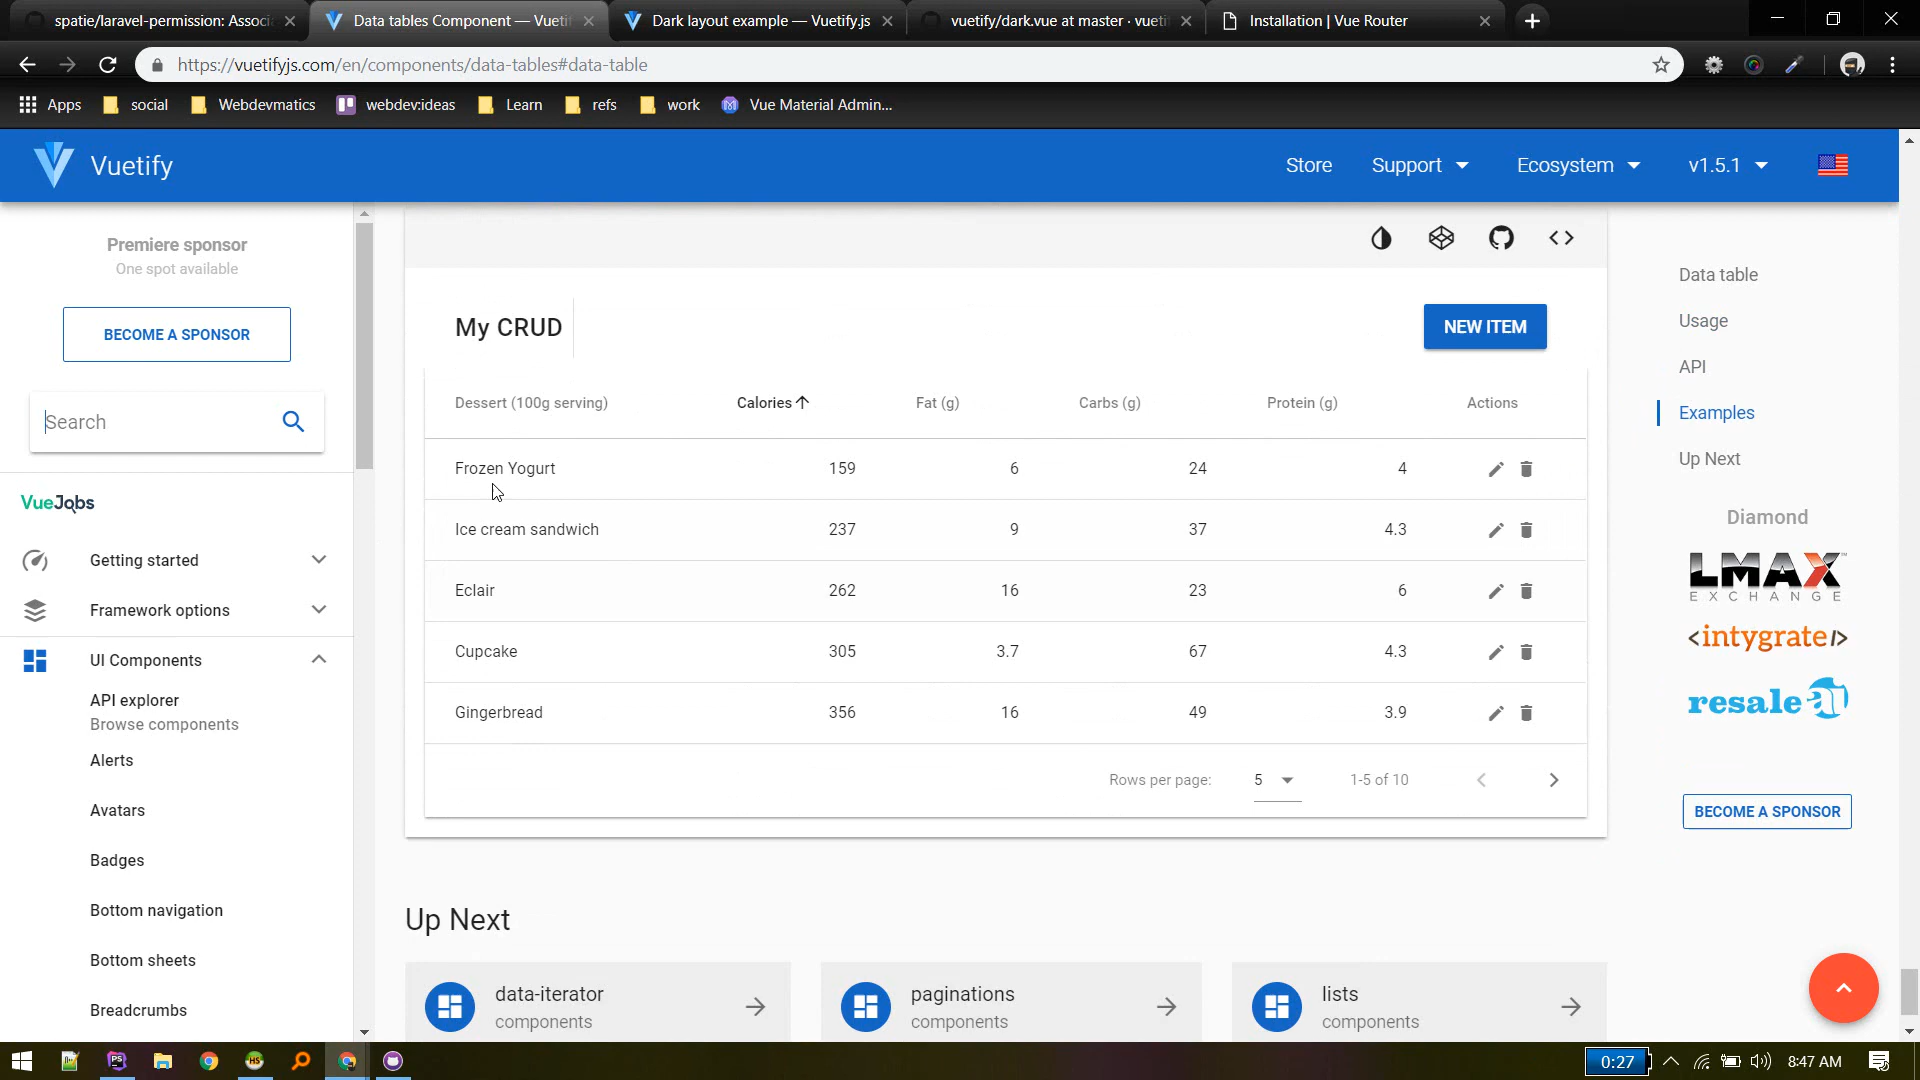 spatie/laravel-permission: Associ
Data tables Component — Vueti
Dark layout example — Vuetify.js
vuetify/dark.vue at master · vueti
Installation | Vue Router
https://vuetifyjs.com/en/components/data-tables#data-table
Apps
social
Webdevmatics
webdev:ideas
Learn
refs
work
Vue Material Admin...
Vuetify
Store
Support
Ecosystem
v1.5.1
Premiere sponsor
One spot available
BECOME A SPONSOR
Search
VueJobs
Getting started
Framework options
UI Components
API explorer
Browse components
Alerts
Avatars
Badges
Bottom navigation
Bottom sheets
Breadcrumbs
My CRUD
NEW ITEM
Dessert (100g serving) Calories Fat (g) Carbs (g) Protein (g) Actions
Frozen Yogurt 159 6 24 4
Ice cream sandwich 237 9 37 4.3
Eclair 262 16 23 6
Cupcake 305 3.7 67 4.3
Gingerbread 356 16 49 3.9
Rows per page: 5 1-5 of 10
Up Next
data-iterator
components
paginations
components
lists
components
Data table
Usage
API
Examples
Up Next
Diamond
LMAX
EXCHANGE
<intygrate/>
resale ai
BECOME A SPONSOR
0:27
8:47 AM